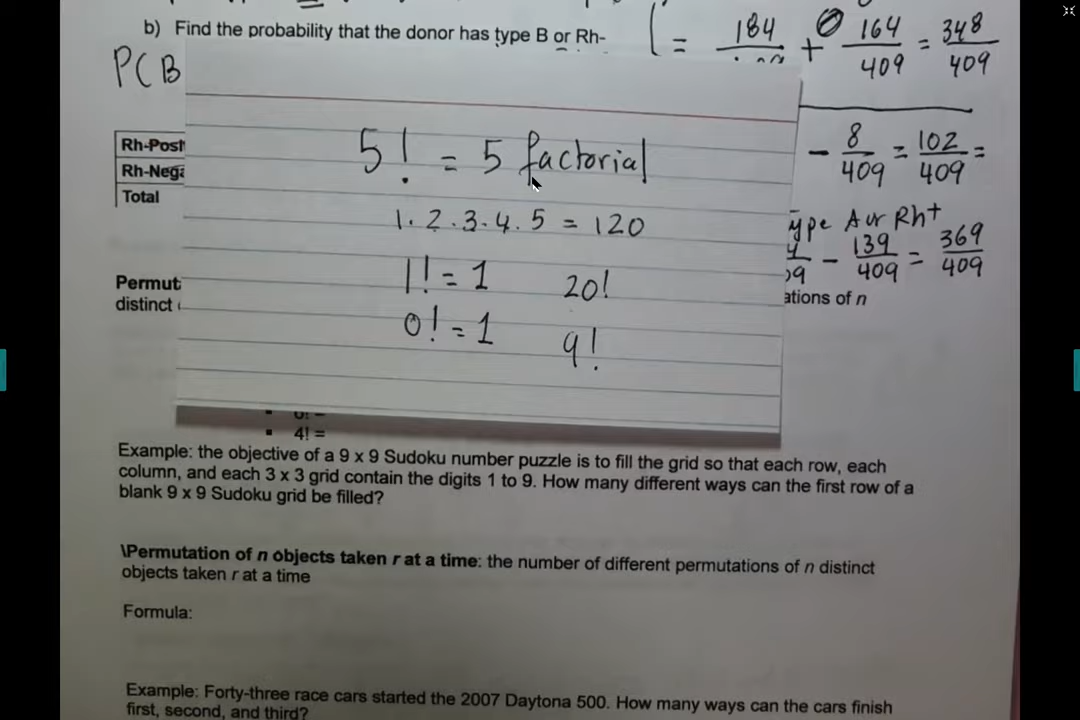 b) Find the probability that the donor has type B or Rh-
= 184 + 164/409 = 348/409
P(B
- 8/409 = 102/409 =
Rh-Posit
Rh-Nega
Total
5! = 5 factorial
1·2·3·4·5 = 120
ype A or Rh+
- 139/409 = 369/409
1! = 1 20!
0! = 1 9!
Permut
ations of n
distinct
0! =
4! =
Example: the objective of a 9 x 9 Sudoku number puzzle is to fill the grid so that each row, each
column, and each 3 x 3 grid contain the digits 1 to 9. How many different ways can the first row of a
blank 9 x 9 Sudoku grid be filled?
\Permutation of n objects taken r at a time: the number of different permutations of n distinct
objects taken r at a time
Formula:
Example: Forty-three race cars started the 2007 Daytona 500. How many ways can the cars finish
first, second, and third?